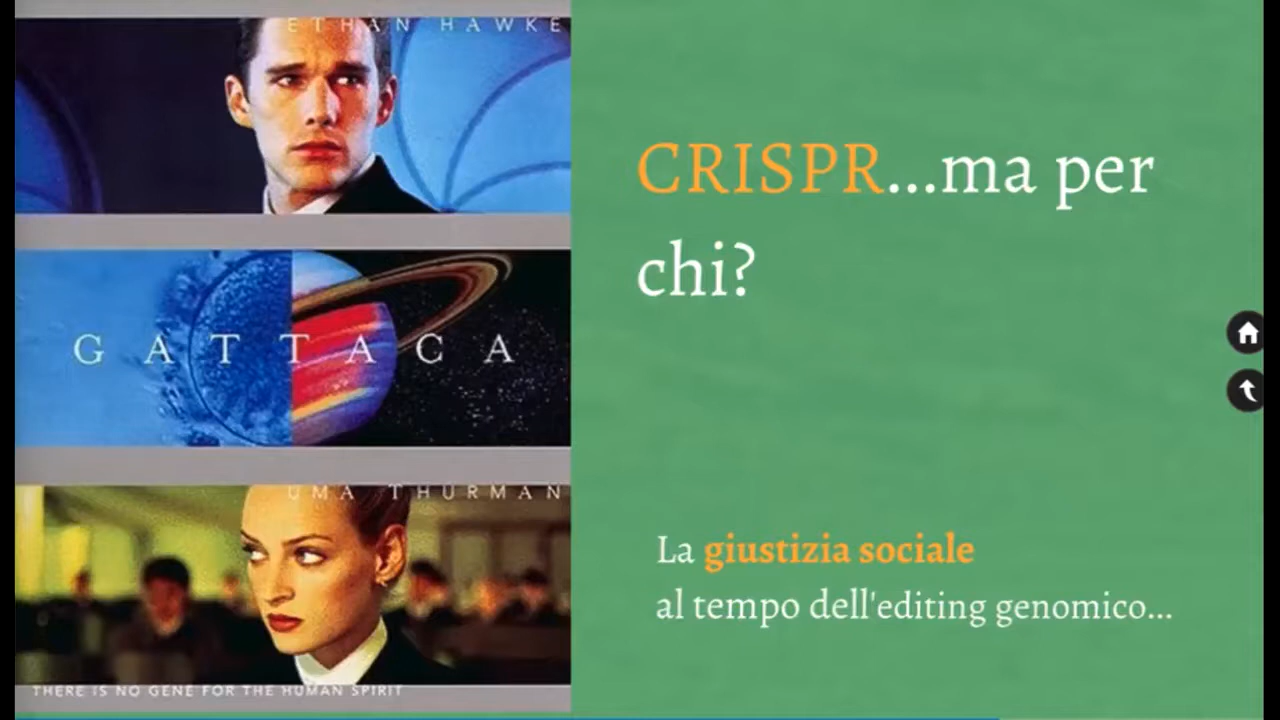 ETHAN HAWKE
GATTACA
UMA THURMAN
THERE IS NO GENE FOR THE HUMAN SPIRIT
CRISPR...ma per
chi?
La giustizia sociale
al tempo dell'editing genomico...